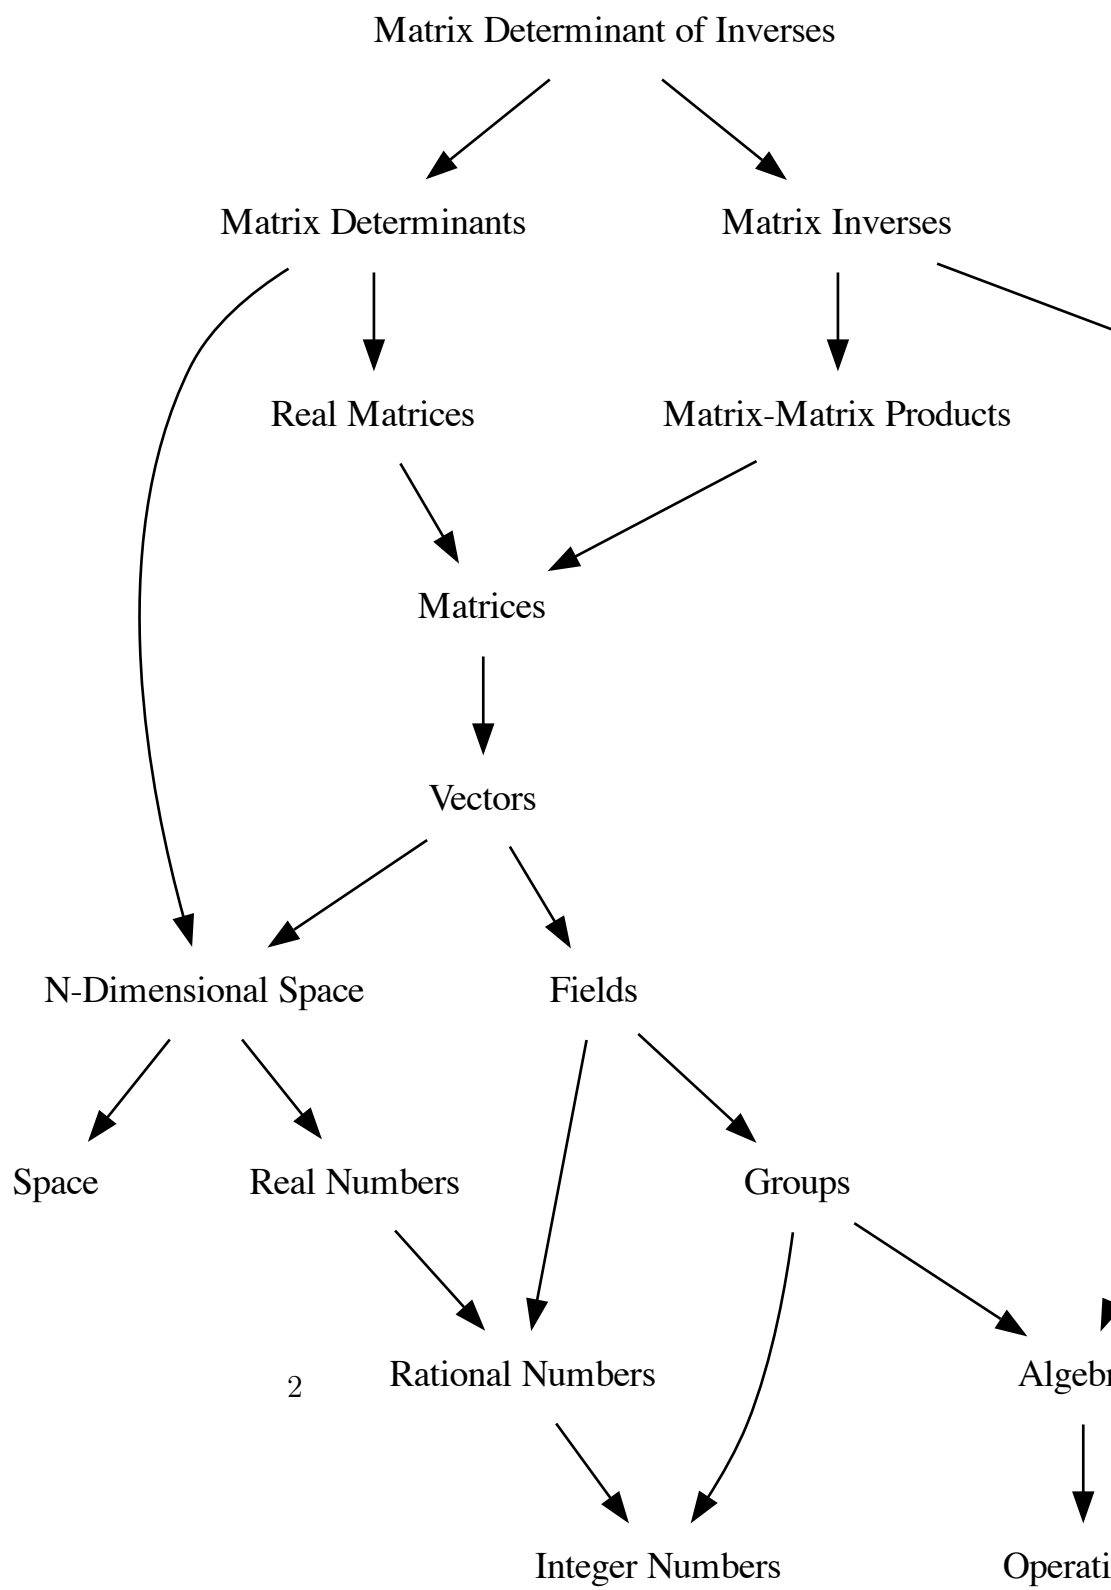 Matrix Determinant of Inverses
Matrix Determinants
Matrix Inverses
Real Matrices
Matrix-Matrix Products
Matrices
Vectors
N-Dimensional Space
Fields
Space
Real Numbers
Groups
Rational Numbers
2
Integer Numbers